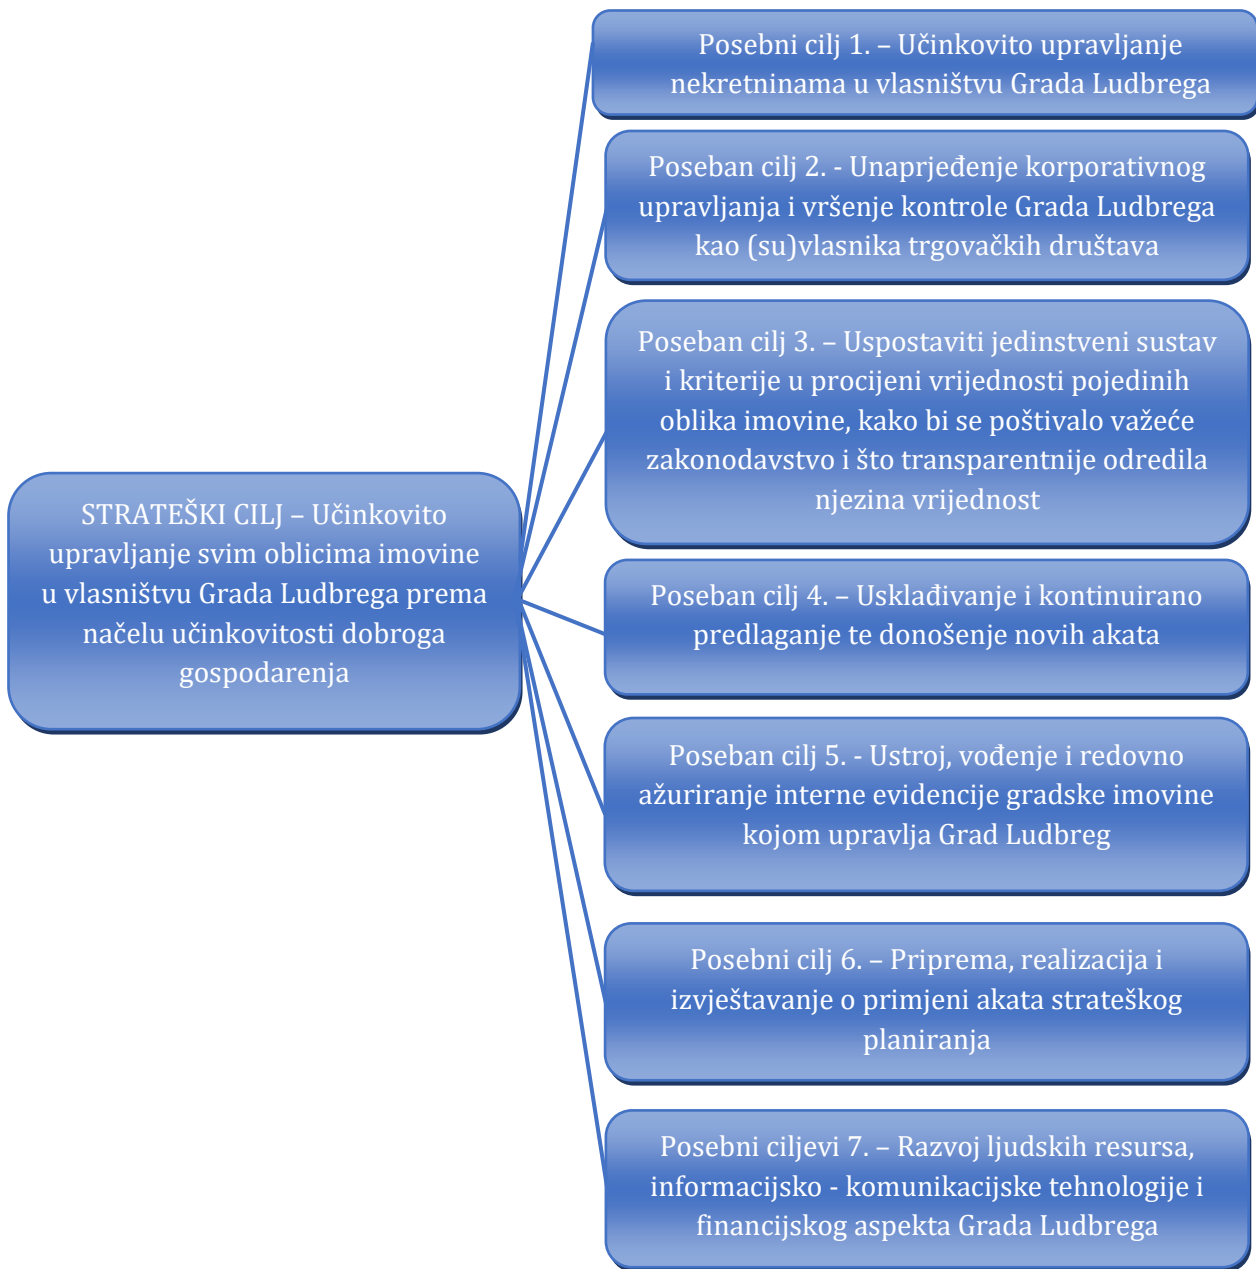 STRATEŠKI CILJ – Učinkovito
upravljanje svim oblicima imovine
u vlasništvu Grada Ludbrega prema
načelu učinkovitosti dobroga
gospodarenja
Posebni cilj 1. – Učinkovito upravljanje
nekretninama u vlasništvu Grada Ludbrega
Poseban cilj 2. - Unaprjeđenje korporativnog
upravljanja i vršenje kontrole Grada Ludbrega
kao (su)vlasnika trgovačkih društava
Poseban cilj 3. – Uspostaviti jedinstveni sustav
i kriterije u procijeni vrijednosti pojedinih
oblika imovine, kako bi se poštivalo važeće
zakonodavstvo i što transparentnije odredila
njezina vrijednost
Poseban cilj 4. – Usklađivanje i kontinuirano
predlaganje te donošenje novih akata
Poseban cilj 5. - Ustroj, vođenje i redovno
ažuriranje interne evidencije gradske imovine
kojom upravlja Grad Ludbreg
Posebni cilj 6. – Priprema, realizacija i
izvještavanje o primjeni akata strateškog
planiranja
Posebni ciljevi 7. – Razvoj ljudskih resursa,
informacijsko - komunikacijske tehnologije i
financijskog aspekta Grada Ludbrega